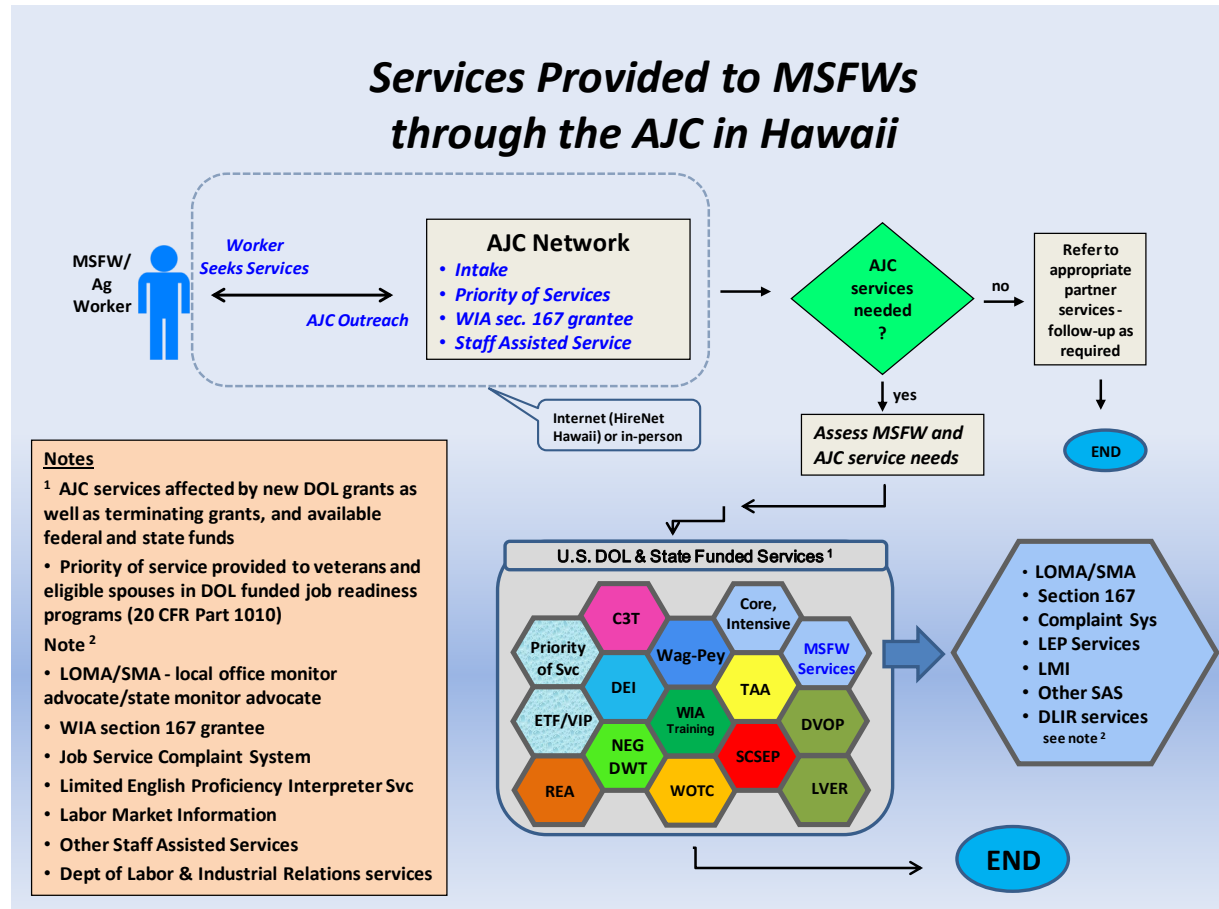 Services Provided to MSFWs
through the AJC in Hawaii
MSFW/
Ag
Worker
Worker
Seeks Services
AJC Outreach
AJC Network
• Intake
• Priority of Services
• WIA sec. 167 grantee
• Staff Assisted Service
Internet (HireNet
Hawaii) or in-person
AJC
services
needed
?
no
Refer to
appropriate
partner
services -
follow-up as
required
END
yes
Assess MSFW and
AJC service needs
Notes
1 AJC services affected by new DOL grants as
well as terminating grants, and available
federal and state funds
• Priority of service provided to veterans and
eligible spouses in DOL funded job readiness
programs (20 CFR Part 1010)
Note 2
• LOMA/SMA - local office monitor
advocate/state monitor advocate
• WIA section 167 grantee
• Job Service Complaint System
• Limited English Proficiency Interpreter Svc
• Labor Market Information
• Other Staff Assisted Services
• Dept of Labor & Industrial Relations services
U.S. DOL & State Funded Services 1
C3T
Core,
Intensive
Priority
of Svc
Wag-Pey
MSFW
Services
DEI
TAA
ETF/VIP
WIA
Training
DVOP
NEG
DWT
SCSEP
REA
WOTC
LVER
• LOMA/SMA
• Section 167
• Complaint Sys
• LEP Services
• LMI
• Other SAS
• DLIR services
see note 2
END